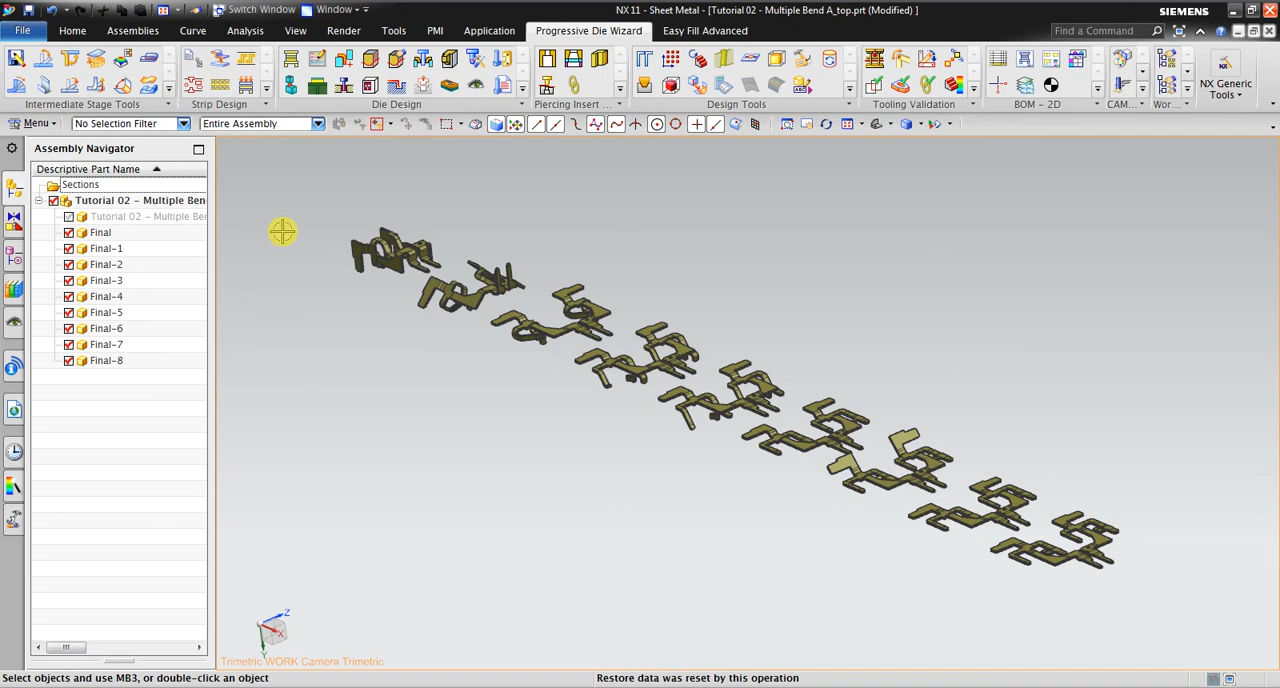 Switch Window
Window
NX 11 - Sheet Metal - [Tutorial 02 - Multiple Bend A_top.prt (Modified) ]
SIEMENS
File
Home
Assemblies
Curve
Analysis
View
Render
Tools
PMI
Application
Progressive Die Wizard
Easy Fill Advanced
Find a Command
NX Generic
Tools
Intermediate Stage Tools
Strip Design
Die Design
Piercing Insert ...
Design Tools
Tooling Validation
BOM - 2D
CAM...
Wor...
Menu
No Selection Filter
Entire Assembly
Assembly Navigator
Descriptive Part Name
Sections
Tutorial 02 - Multiple Ben
Tutorial 02 - Multiple Be
Final
Final-1
Final-2
Final-3
Final-4
Final-5
Final-6
Final-7
Final-8
Z
X
Y
Trimetric WORK Camera Trimetric
Select objects and use MB3, or double-click an object
Restore data was reset by this operation